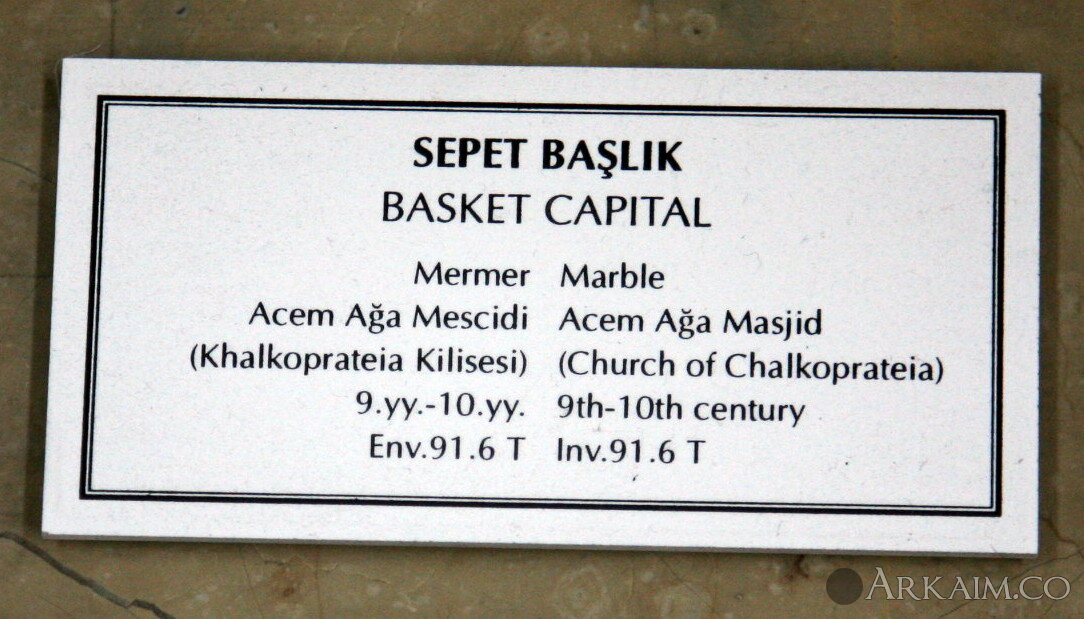 SEPET BAŞLIK
BASKET CAPITAL
Mermer Marble
Acem Ağa Mescidi Acem Ağa Masjid
(Khalkoprateia Kilisesi) (Church of Chalkoprateia)
9.yy.-10.yy. 9th-10th century
Env.91.6 T Inv.91.6 T
ARKAIM.CO